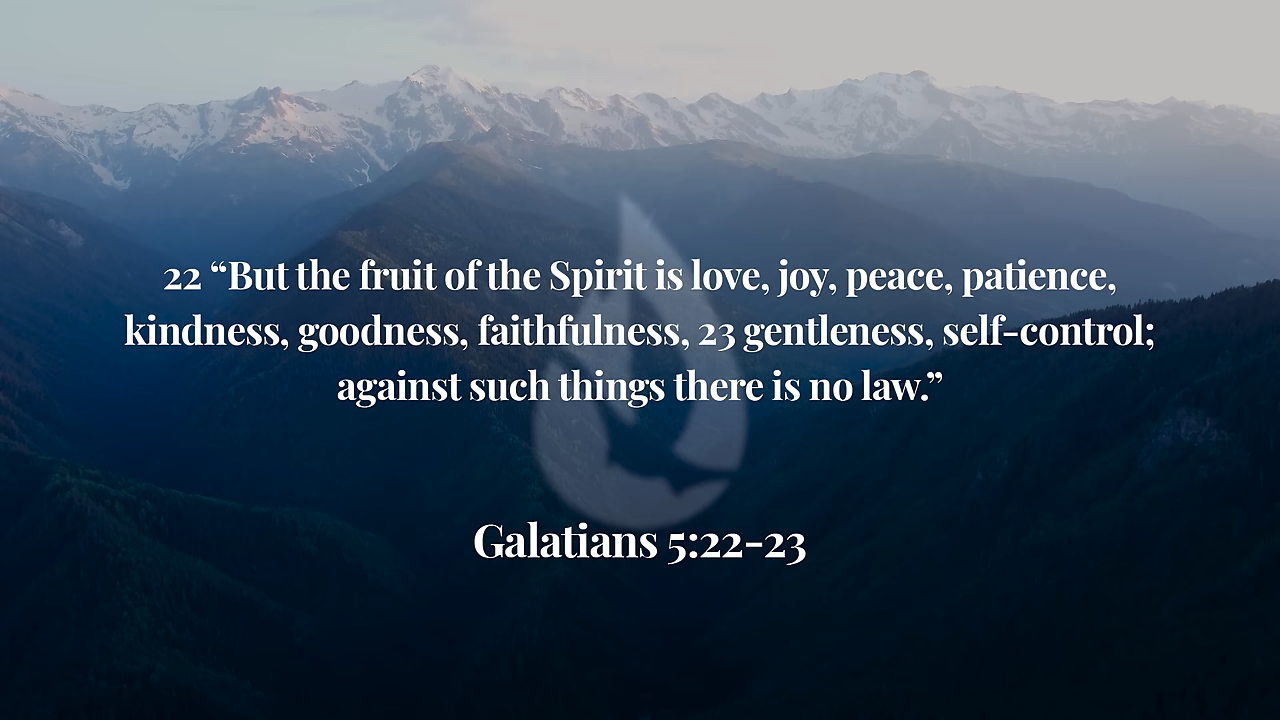 22 “But the fruit of the Spirit is love, joy, peace, patience,
kindness, goodness, faithfulness, 23 gentleness, self-control;
against such things there is no law.”
Galatians 5:22-23